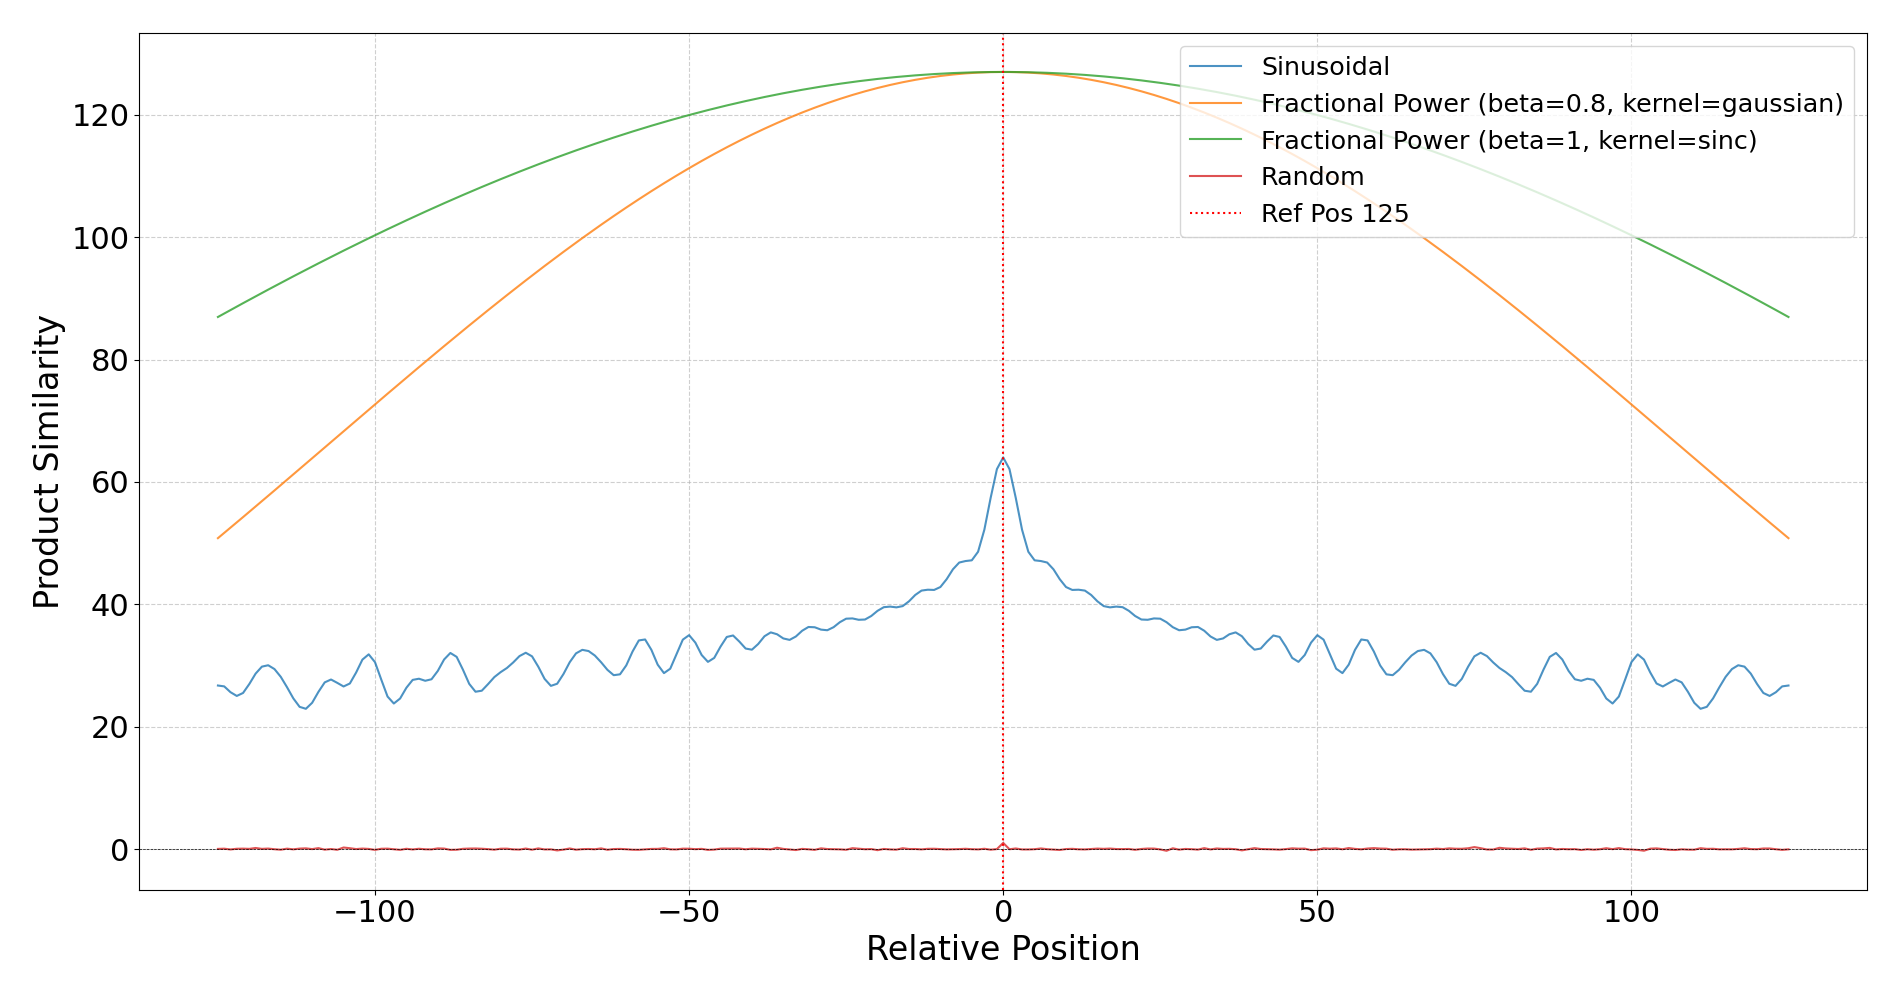 Sinusoidal
Fractional Power (beta=0.8, kernel=gaussian)
Fractional Power (beta=1, kernel=sinc)
Random
Ref Pos 125
Product Similarity
120
100
80
60
40
20
0
−100 −50 0 50 100
Relative Position